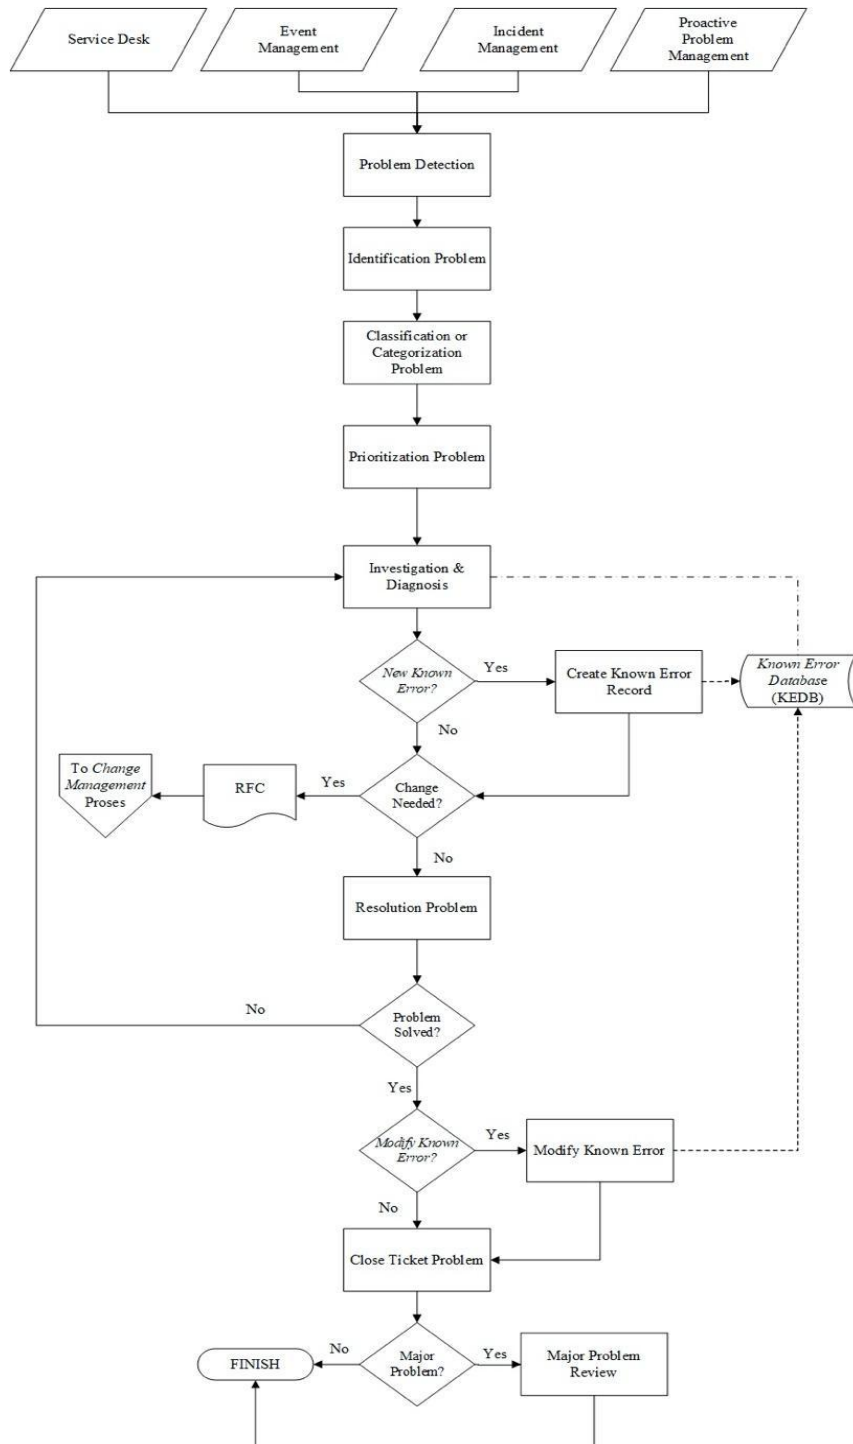 Service Desk
Event
Management
Incident
Management
Proactive
Problem
Management
Problem Detection
Identification Problem
Classification or
Categorization
Problem
Prioritization Problem
Investigation &
Diagnosis
New Known
Error?
Yes
Create Known Error
Record
Known Error
Database
(KEDB)
No
To Change
Management
Proses
RFC
Yes
Change
Needed?
No
Resolution Problem
No
Problem
Solved?
Yes
Modify Known
Error?
Yes
Modify Known Error
No
Close Ticket Problem
FINISH
No
Major
Problem?
Yes
Major Problem
Review